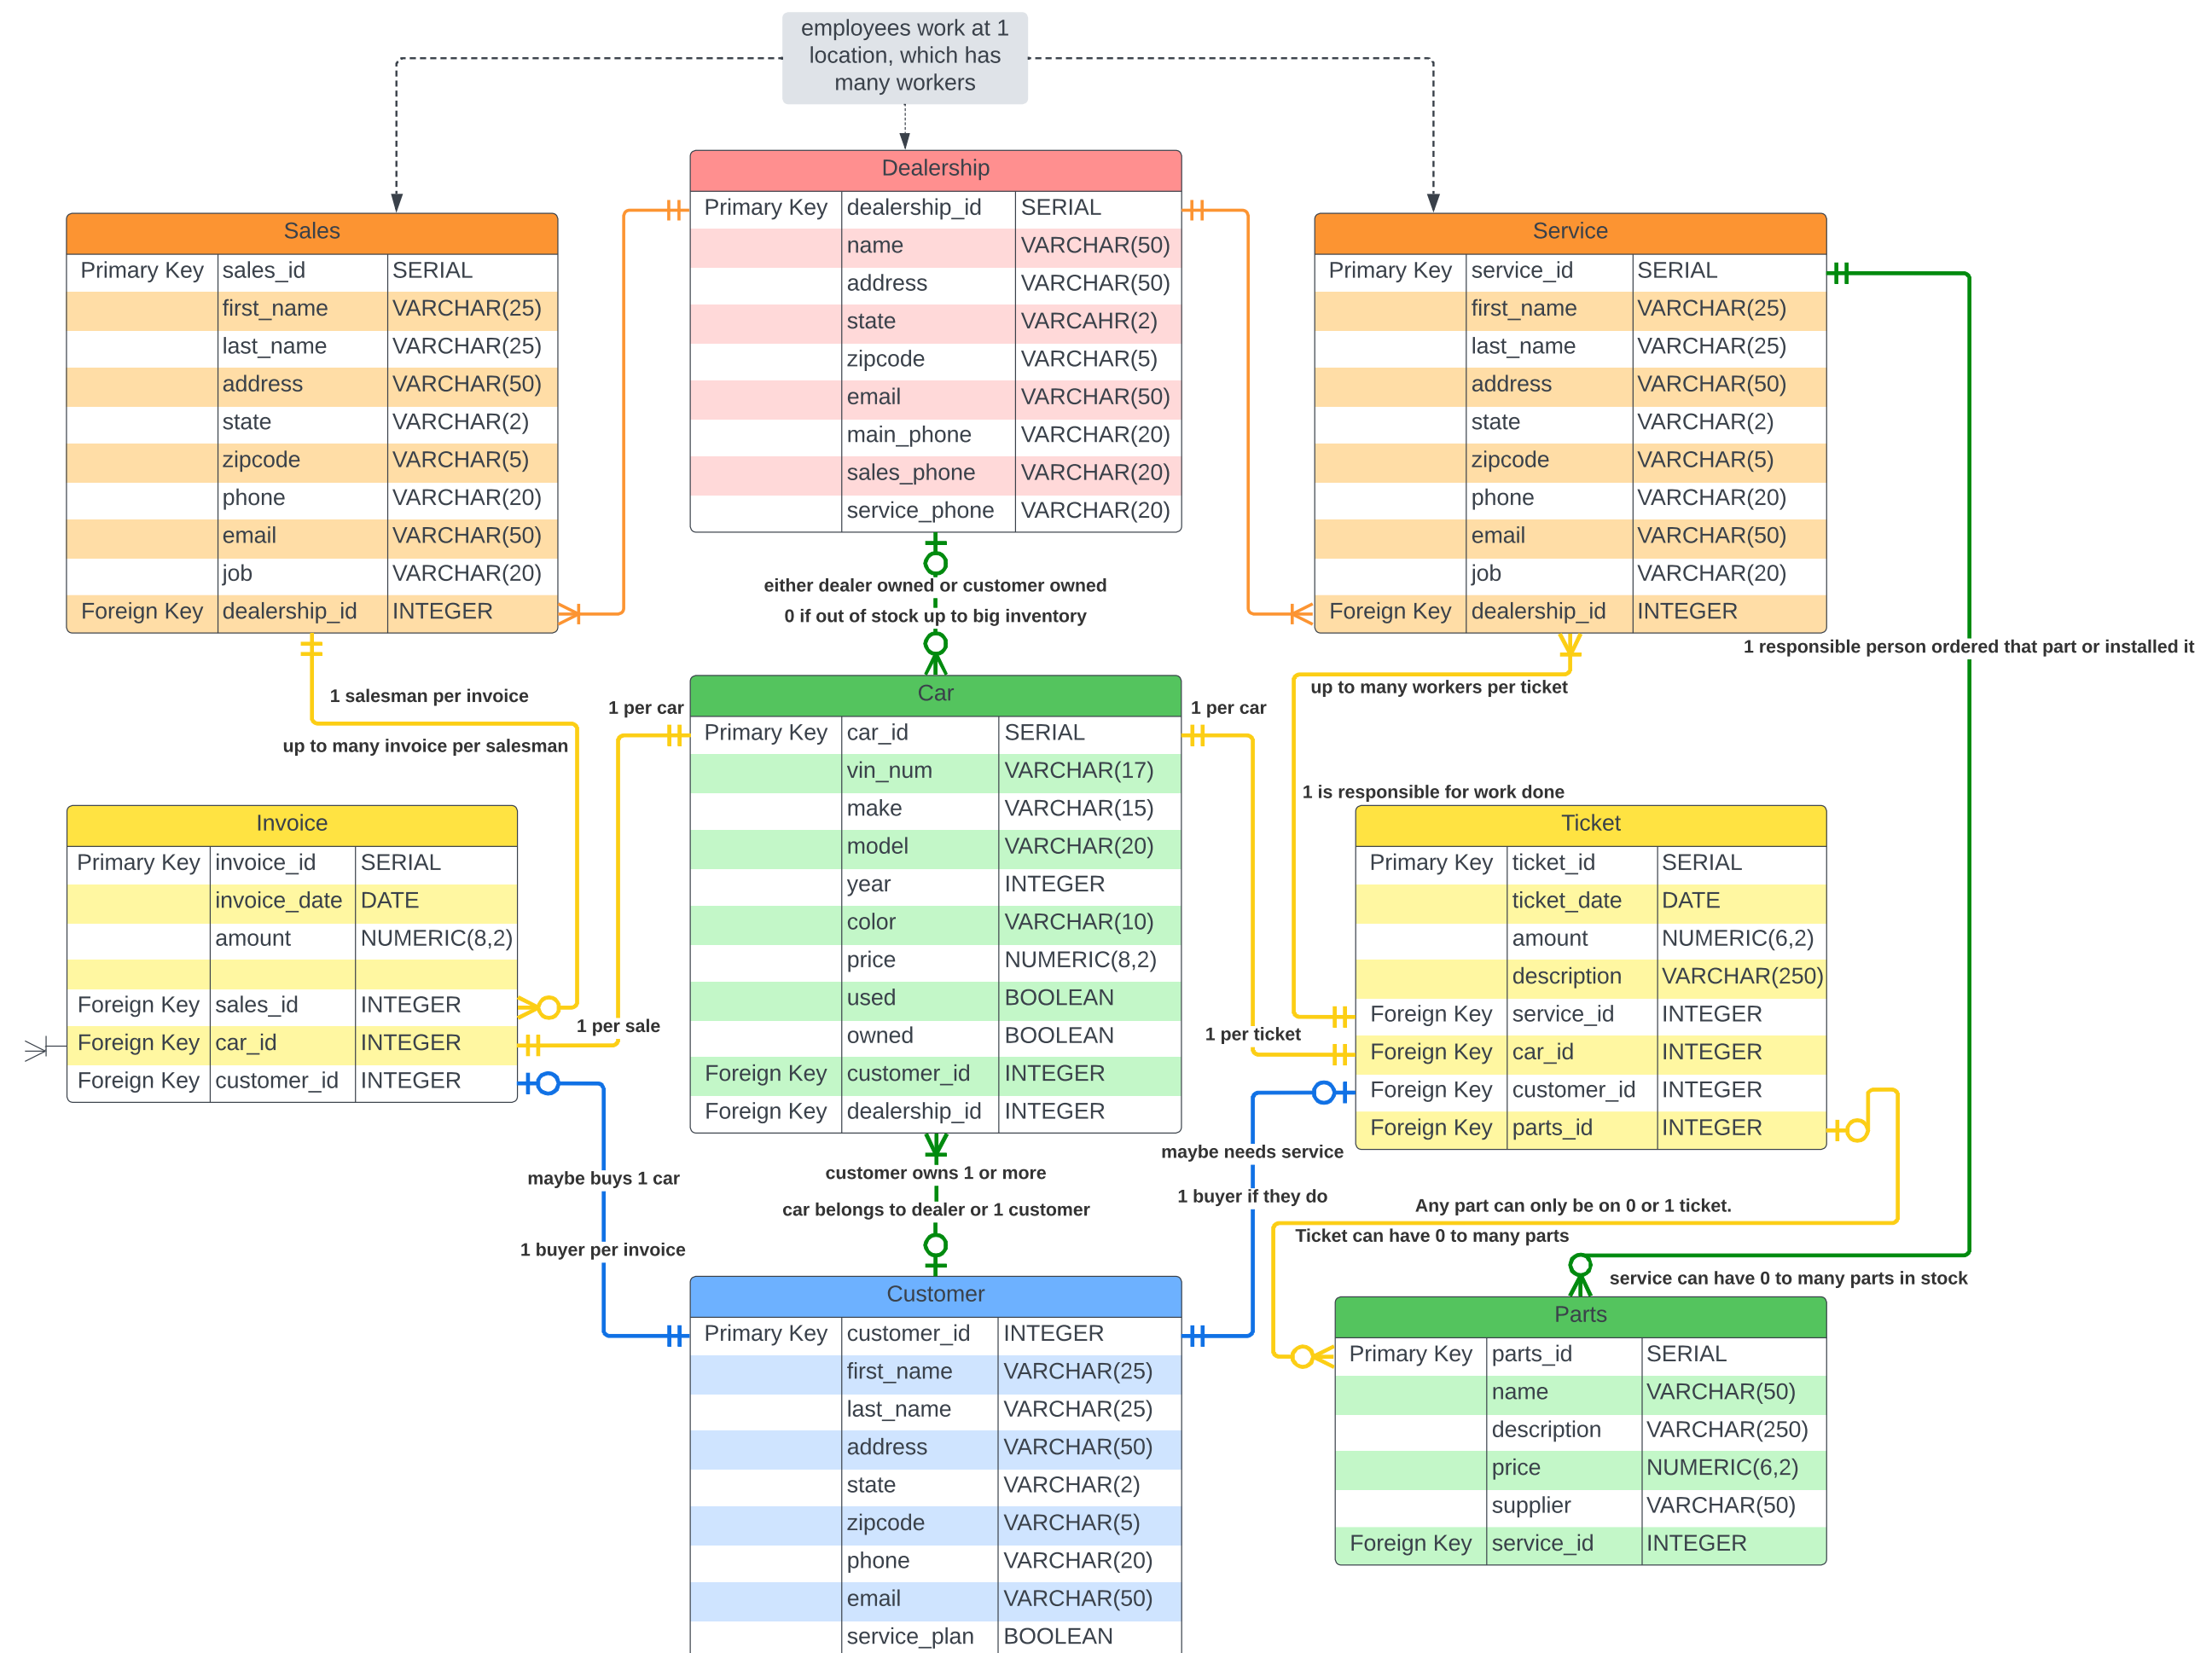 employees work at 1
location, which has
many workers
Dealership
Primary Key dealership_id SERIAL
name VARCHAR(50)
address VARCHAR(50)
state VARCAHR(2)
zipcode VARCHAR(5)
email VARCHAR(50)
main_phone VARCHAR(20)
sales_phone VARCHAR(20)
service_phone VARCHAR(20)
Sales
Primary Key sales_id SERIAL
first_name VARCHAR(25)
last_name VARCHAR(25)
address VARCHAR(50)
state VARCHAR(2)
zipcode VARCHAR(5)
phone VARCHAR(20)
email VARCHAR(50)
job VARCHAR(20)
Foreign Key dealership_id INTEGER
Service
Primary Key service_id SERIAL
first_name VARCHAR(25)
last_name VARCHAR(25)
address VARCHAR(50)
state VARCHAR(2)
zipcode VARCHAR(5)
phone VARCHAR(20)
email VARCHAR(50)
job VARCHAR(20)
Foreign Key dealership_id INTEGER
either dealer owned or customer owned
0 if out of stock up to big inventory
1 responsible person ordered that part or installed it
1 salesman per invoice
up to many invoice per salesman
1 per car
1 per car
up to many workers per ticket
1 is responsible for work done
Car
Primary Key car_id SERIAL
vin_num VARCHAR(17)
make VARCHAR(15)
model VARCHAR(20)
year INTEGER
color VARCHAR(10)
price NUMERIC(8,2)
used BOOLEAN
owned BOOLEAN
Foreign Key customer_id INTEGER
Foreign Key dealership_id INTEGER
Invoice
Primary Key invoice_id SERIAL
invoice_date DATE
amount NUMERIC(8,2)
Foreign Key sales_id INTEGER
Foreign Key car_id INTEGER
Foreign Key customer_id INTEGER
Ticket
Primary Key ticket_id SERIAL
ticket_date DATE
amount NUMERIC(6,2)
description VARCHAR(250)
Foreign Key service_id INTEGER
Foreign Key car_id INTEGER
Foreign Key customer_id INTEGER
Foreign Key parts_id INTEGER
1 per sale
1 per ticket
maybe buys 1 car
1 buyer per invoice
customer owns 1 or more
car belongs to dealer or 1 customer
maybe needs service
1 buyer if they do
Any part can only be on 0 or 1 ticket.
Ticket can have 0 to many parts
service can have 0 to many parts in stock
Customer
Primary Key customer_id INTEGER
first_name VARCHAR(25)
last_name VARCHAR(25)
address VARCHAR(50)
state VARCHAR(2)
zipcode VARCHAR(5)
phone VARCHAR(20)
email VARCHAR(50)
service_plan BOOLEAN
Parts
Primary Key parts_id SERIAL
name VARCHAR(50)
description VARCHAR(250)
price NUMERIC(6,2)
supplier VARCHAR(50)
Foreign Key service_id INTEGER